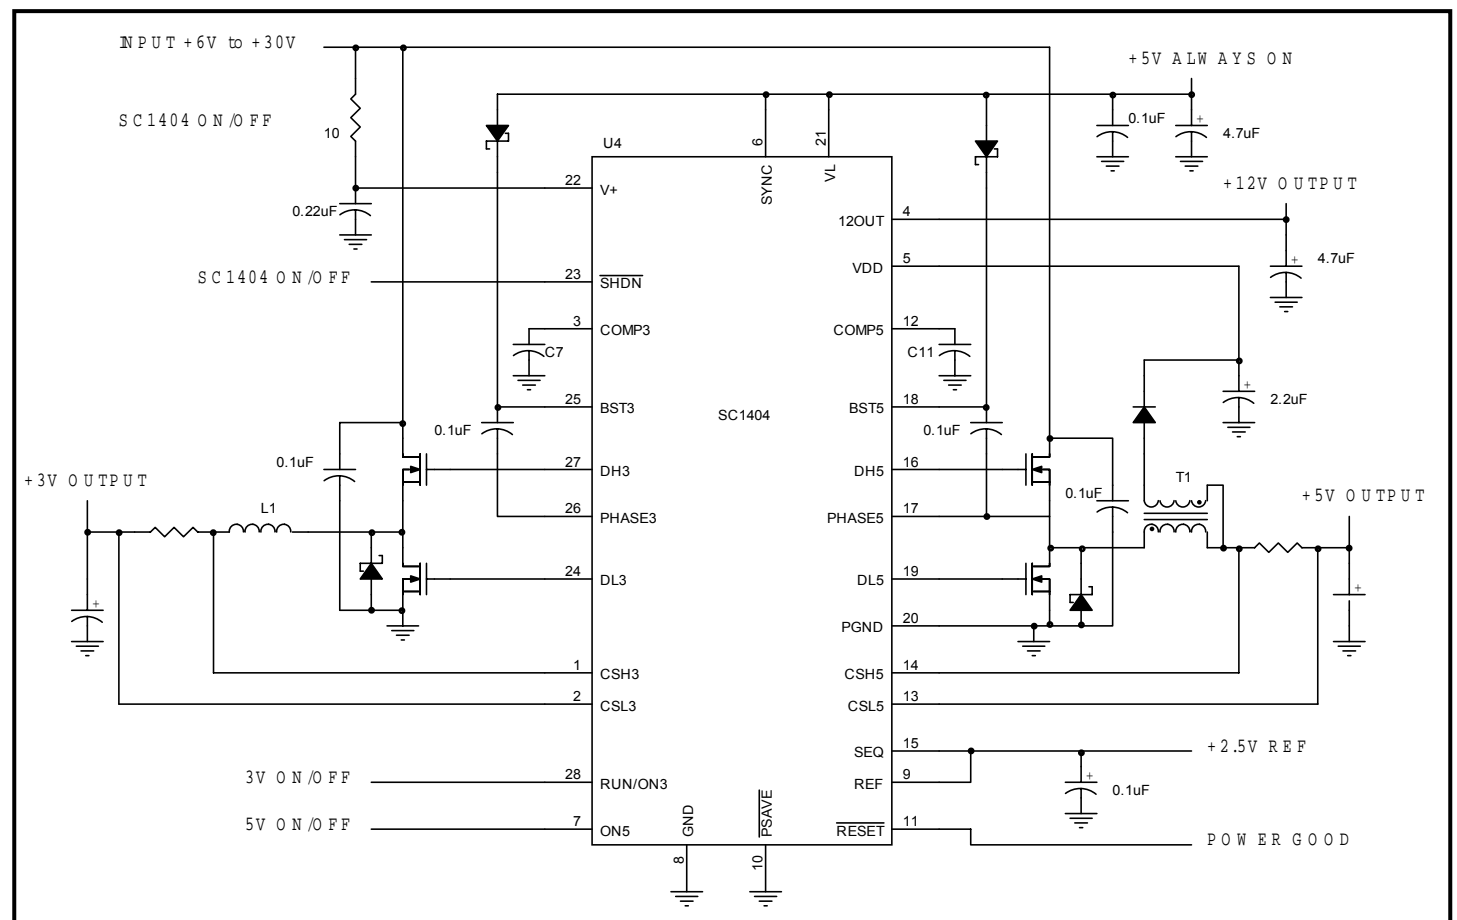 INPUT +6V to +30V
+5V ALWAYS ON
SC1404 ON/OFF
10
0.1uF
4.7uF
U4
6
21
SYNC
VL
22
V+
0.22uF
+12V OUTPUT
12OUT
4
VDD
5
4.7uF
SC1404 ON/OFF
23
SHDN
3
COMP3
C7
COMP5
12
C11
25
BST3
SC1404
BST5
18
2.2uF
0.1uF
0.1uF
0.1uF
27
DH3
DH5
16
+3V OUTPUT
T1
0.1uF
+5V OUTPUT
L1
26
PHASE3
PHASE5
17
24
DL3
DL5
19
PGND
20
1
CSH3
CSH5
14
2
CSL3
CSL5
13
SEQ
15
+2.5V REF
3V ON/OFF
28
RUN/ON3
REF
9
0.1uF
5V ON/OFF
7
ON5
GND
PSAVE
RESET
11
POWER GOOD
8
10